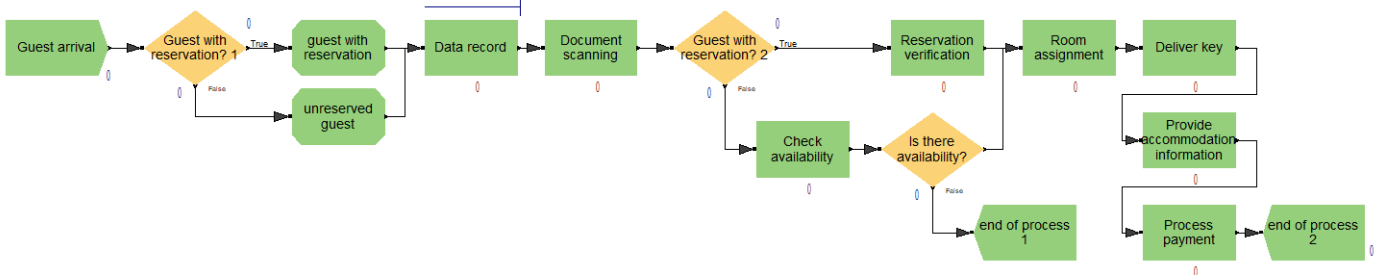 Guest arrival
Guest with
reservation? 1
0
True
0
0
False
guest with
reservation
unreserved
guest
Data record
0
Document
scanning
0
Guest with
reservation? 2
0
True
0
False
Check
availability
0
Is there
availability?
0
False
end of process
1
Reservation
verification
0
Room
assignment
0
Deliver key
0
Provide
accommodation
information
0
Process
payment
0
end of process
2
0